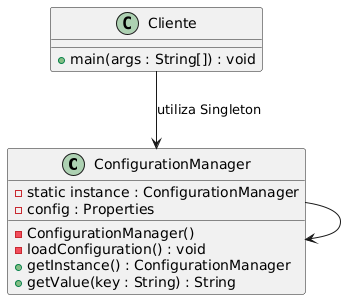 C Cliente
main(args : String[]) : void
utiliza Singleton
C ConfigurationManager
static instance : ConfigurationManager
config : Properties
ConfigurationManager()
loadConfiguration() : void
getInstance() : ConfigurationManager
getValue(key : String) : String